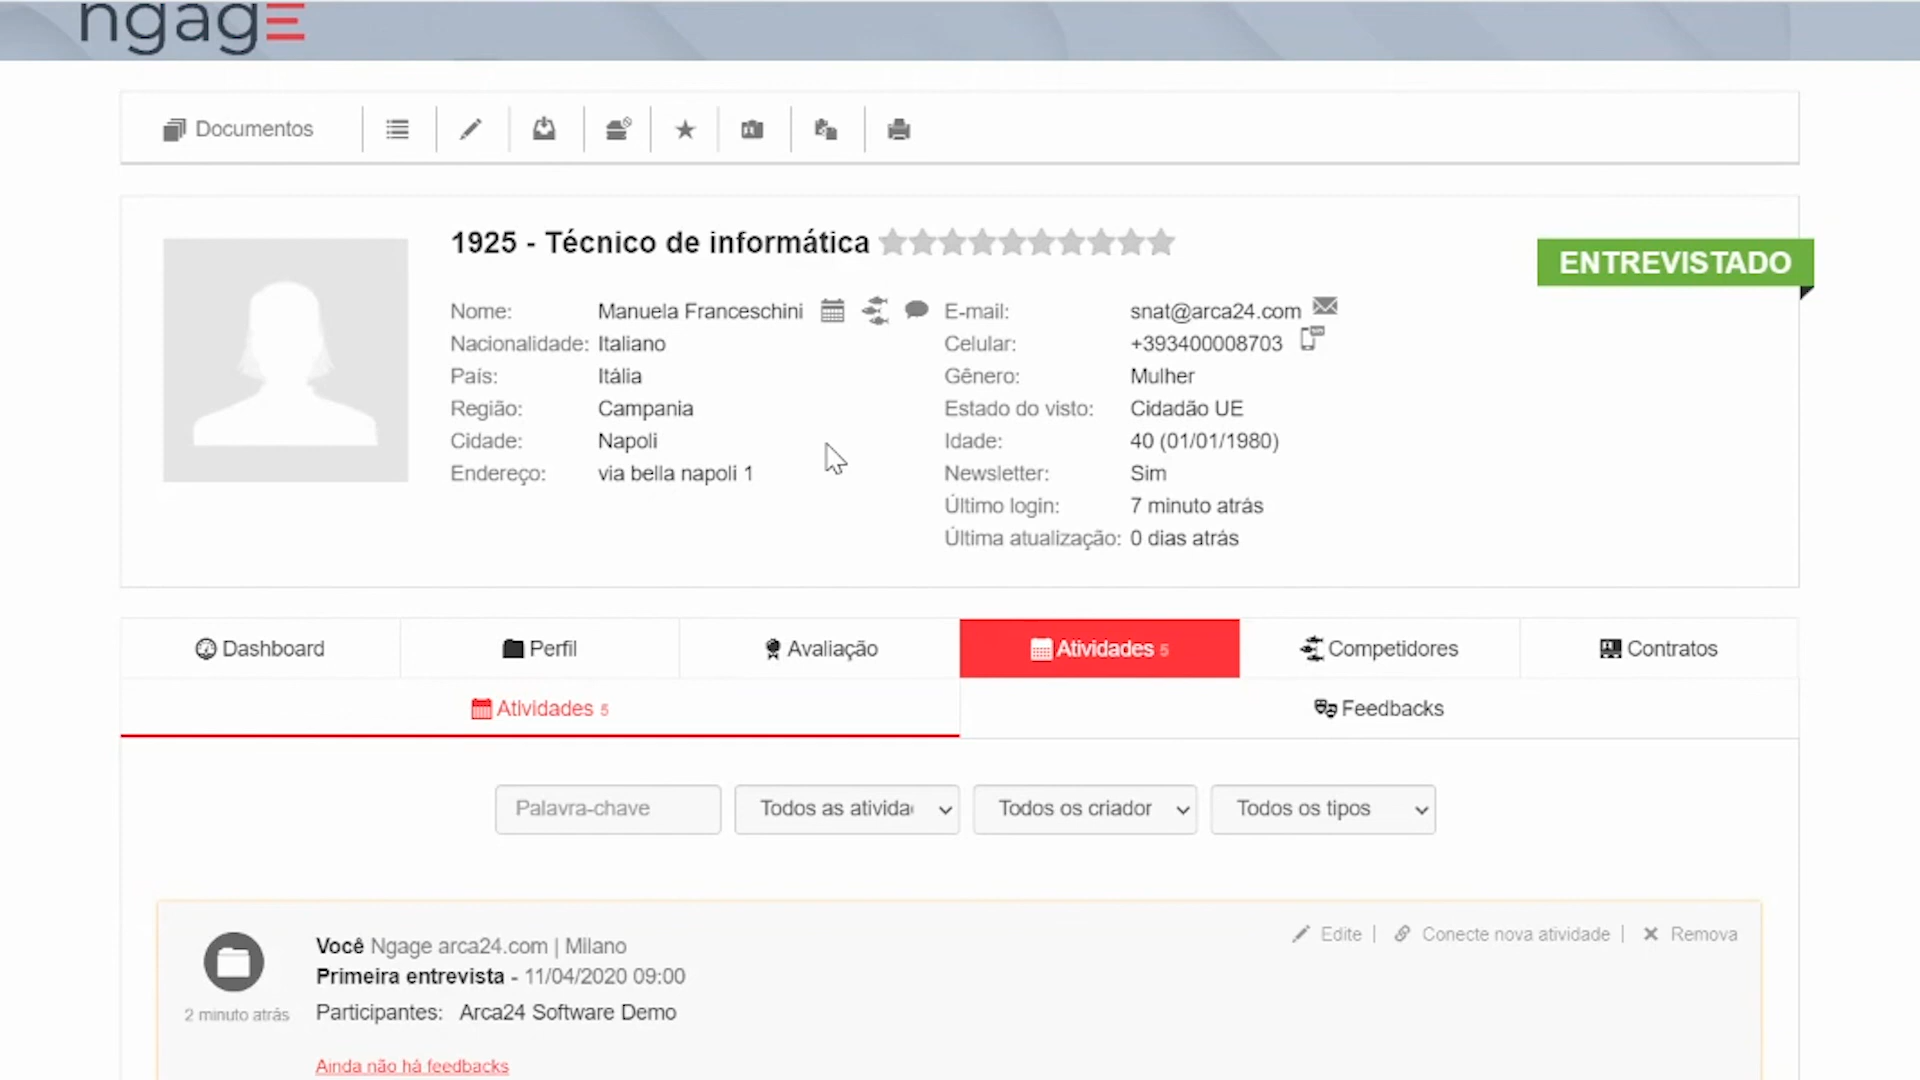 ngagE
Documentos
1925 - Técnico de informática
ENTREVISTADO
Nome: Manuela Franceschini
Nacionalidade: Italiano
País: Itália
Região: Campania
Cidade: Napoli
Endereço: via bella napoli 1
E-mail: snat@arca24.com
Celular: +393400008703
Gênero: Mulher
Estado do visto: Cidadão UE
Idade: 40 (01/01/1980)
Newsletter: Sim
Último login: 7 minuto atrás
Última atualização: 0 dias atrás
Dashboard Perfil Avaliação Atividades 5 Competidores Contratos
Atividades 5 Feedbacks
Palavra-chave Todos as ativida Todos os criador Todos os tipos
Edite | Conecte nova atividade | Remova
Você Ngage arca24.com | Milano
Primeira entrevista - 11/04/2020 09:00
2 minuto atrás
Participantes: Arca24 Software Demo
Ainda não há feedbacks